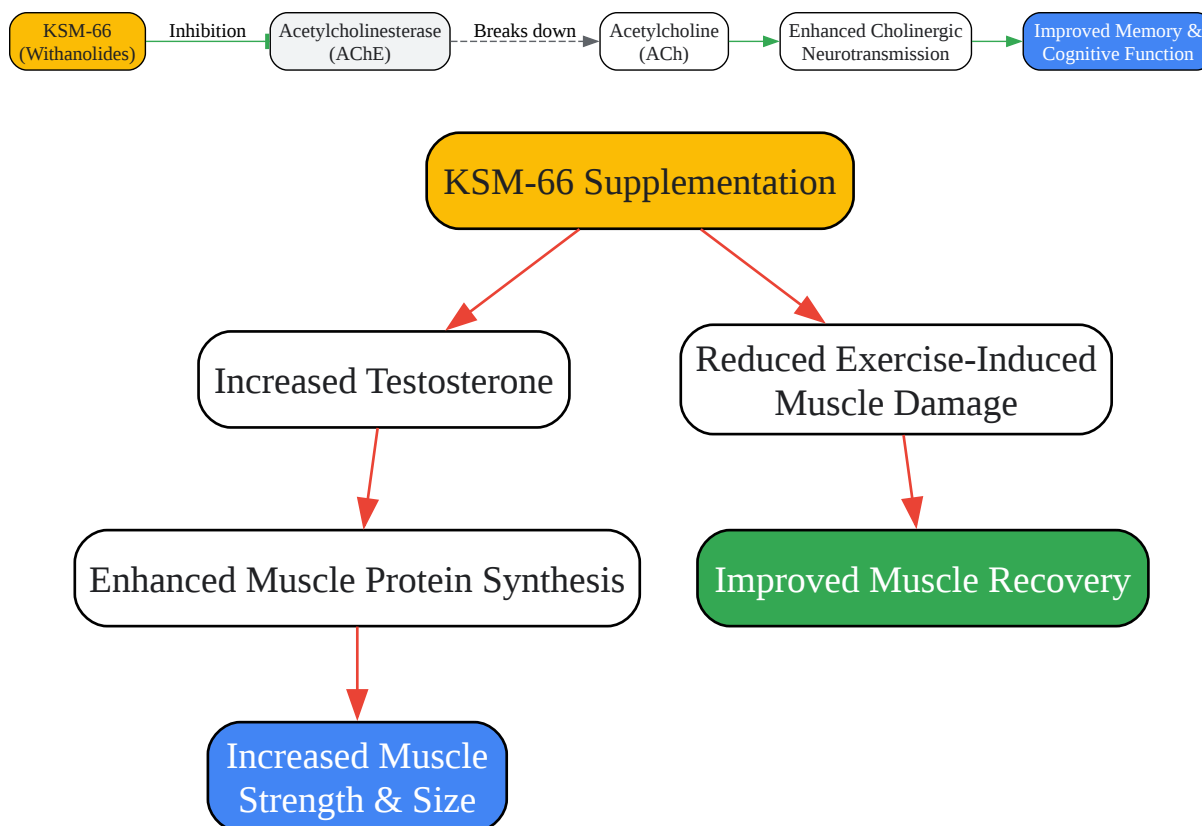 KSM-66
(Withanolides)
Inhibition
Acetylcholinesterase
(AChE)
Breaks down
Acetylcholine
(ACh)
Enhanced Cholinergic
Neurotransmission
Improved Memory &
Cognitive Function
KSM-66 Supplementation
Increased Testosterone
Reduced Exercise-Induced
Muscle Damage
Enhanced Muscle Protein Synthesis
Improved Muscle Recovery
Increased Muscle
Strength & Size